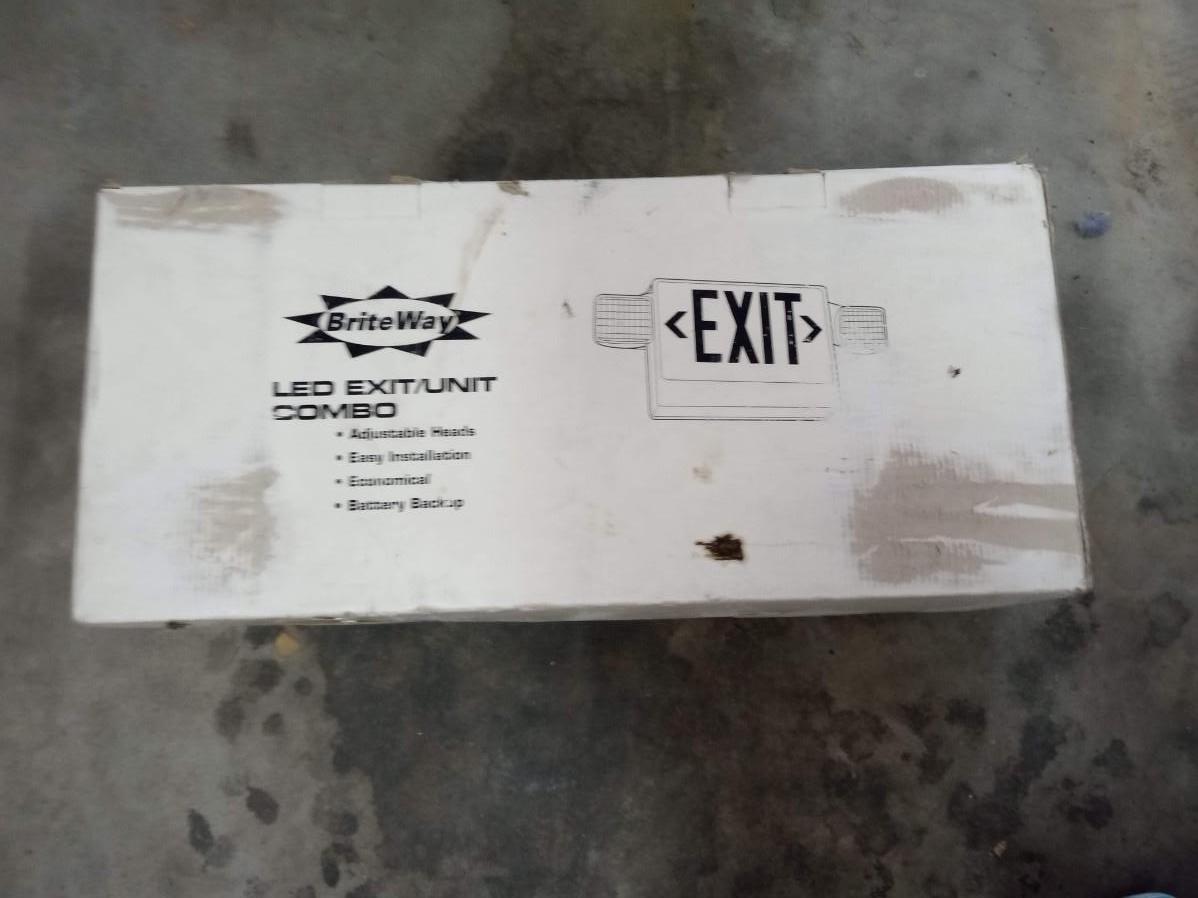 BriteWay
LED EXIT/UNIT
COMBO
• Adjustable Heads
• Easy Installation
• Economical
• Battery Backup
<EXIT>